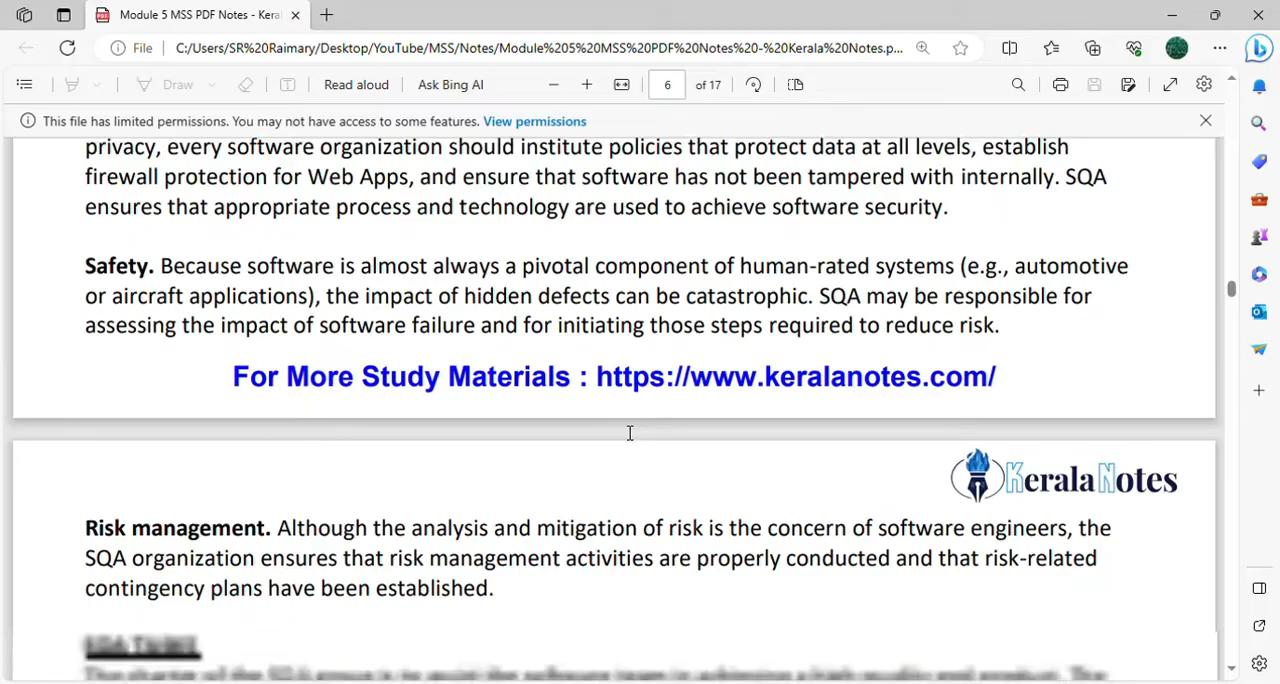 Module 5 MSS PDF Notes - Kera
File
C:/Users/SR%20Raimary/Desktop/YouTube/MSS/Notes/Module%205%20MSS%20PDF%20Notes%20-%20Kerala%20Notes.p...
Draw
Read aloud
Ask Bing AI
6 of 17
This file has limited permissions. You may not have access to some features. View permissions
privacy, every software organization should institute policies that protect data at all levels, establish
firewall protection for Web Apps, and ensure that software has not been tampered with internally. SQA
ensures that appropriate process and technology are used to achieve software security.
Safety. Because software is almost always a pivotal component of human-rated systems (e.g., automotive
or aircraft applications), the impact of hidden defects can be catastrophic. SQA may be responsible for
assessing the impact of software failure and for initiating those steps required to reduce risk.
For More Study Materials : https://www.keralanotes.com/
KeralaNotes
Risk management. Although the analysis and mitigation of risk is the concern of software engineers, the
SQA organization ensures that risk management activities are properly conducted and that risk-related
contingency plans have been established.